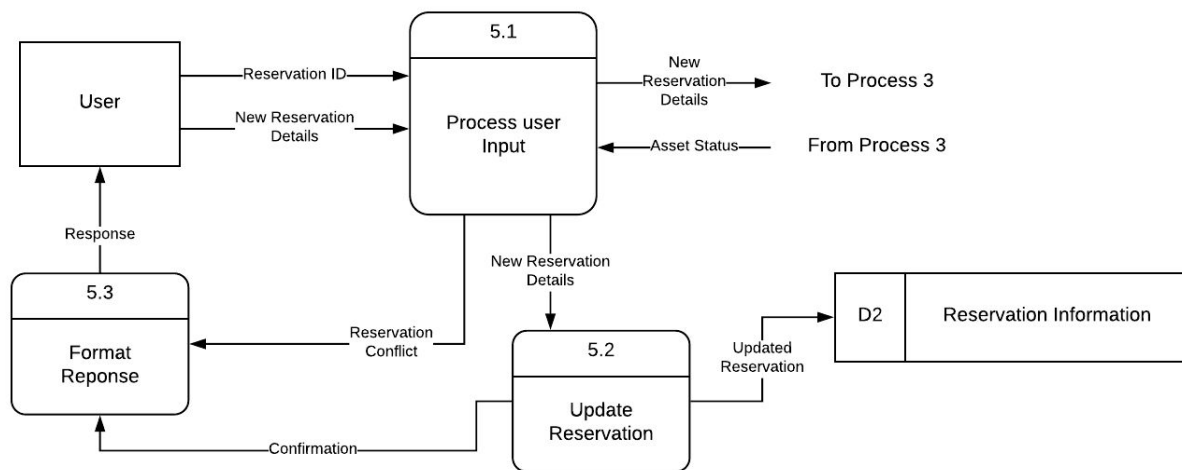 5.1
User
Reservation ID
New Reservation
Details
Process user
Input
New
Reservation
Details
To Process 3
Asset Status
From Process 3
Response
New Reservation
Details
5.3
Format
Reponse
Reservation
Conflict
5.2
Update
Reservation
Updated
Reservation
D2
Reservation Information
Confirmation